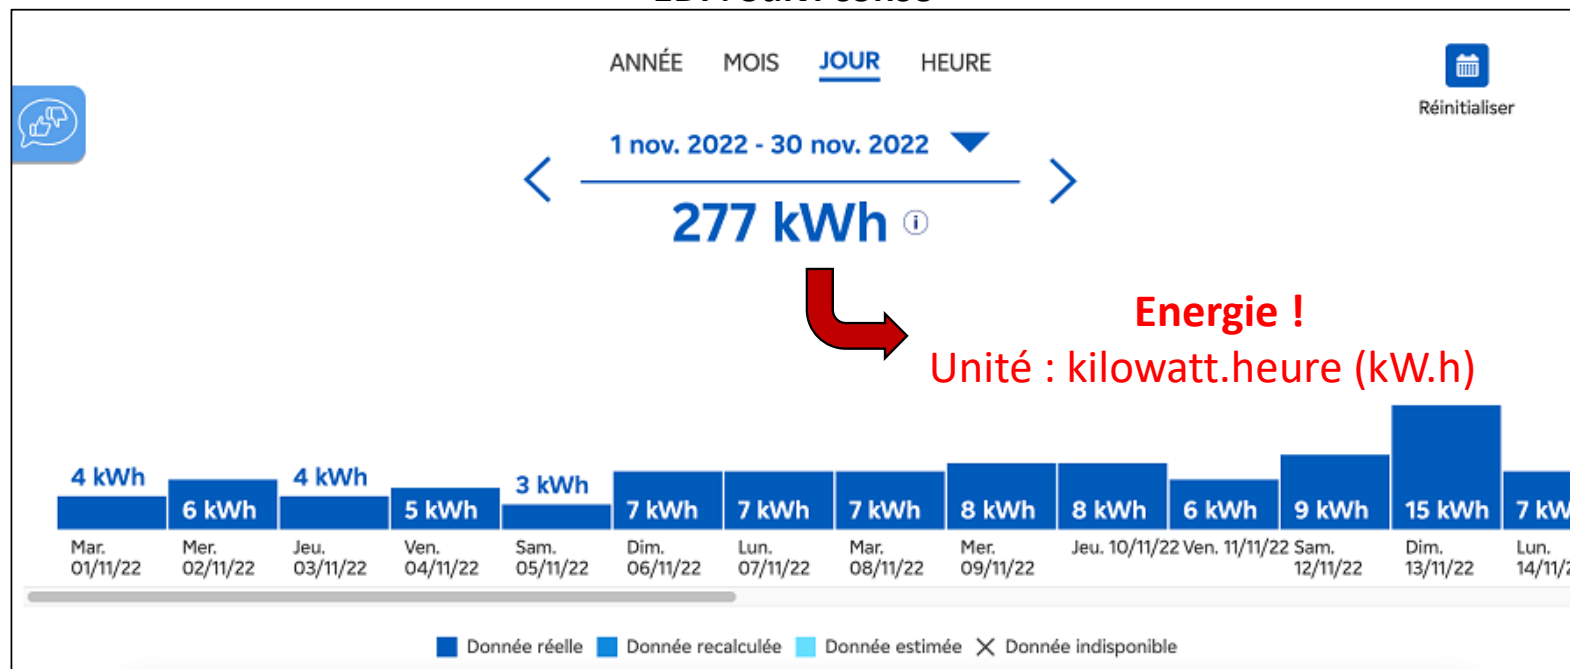 ANNÉE MOIS JOUR HEURE
Réinitialiser
1 nov. 2022 - 30 nov. 2022
277 kWh i
Energie !
Unité : kilowatt.heure (kW.h)
4 kWh 6 kWh 4 kWh 5 kWh 3 kWh 7 kWh 7 kWh 7 kWh 8 kWh 8 kWh 6 kWh 9 kWh 15 kWh 7 kW
Mar. Mer. Jeu. Ven. Sam. Dim. Lun. Mar. Mer. Jeu. 10/11/22 Ven. 11/11/22 Sam. Dim. Lun.
01/11/22 02/11/22 03/11/22 04/11/22 05/11/22 06/11/22 07/11/22 08/11/22 09/11/22 12/11/22 13/11/22 14/11/2
Donnée réelle Donnée recalculée Donnée estimée Donnée indisponible